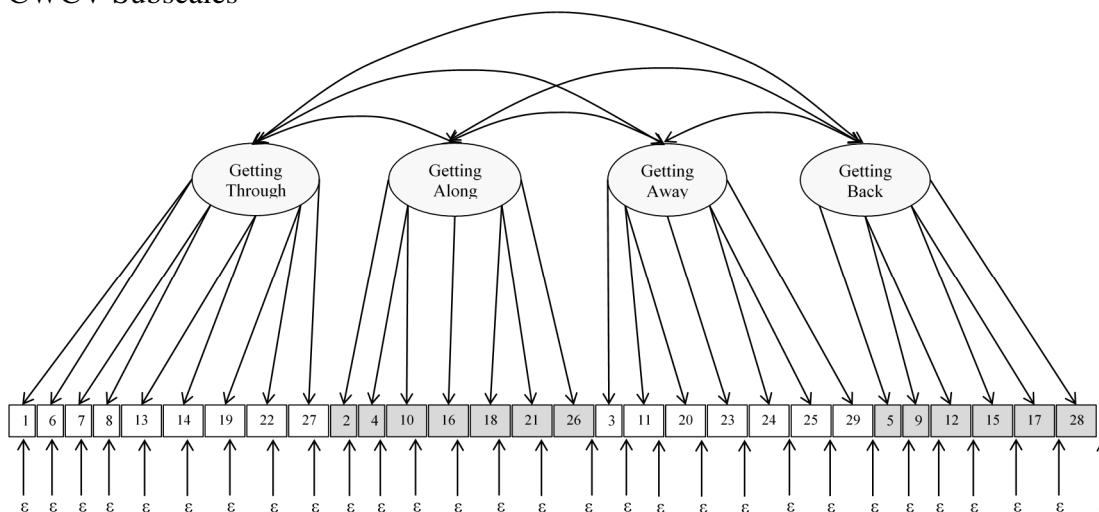 CWCV Subscales
Getting Through
Getting Along
Getting Away
Getting Back
1 6 7 8 13 14 19 22 27 2 4 10 16 18 21 26 3 11 20 23 24 25 29 5 9 12 15 17 28
ε ε ε ε ε ε ε ε ε ε ε ε ε ε ε ε ε ε ε ε ε ε ε ε ε ε ε ε